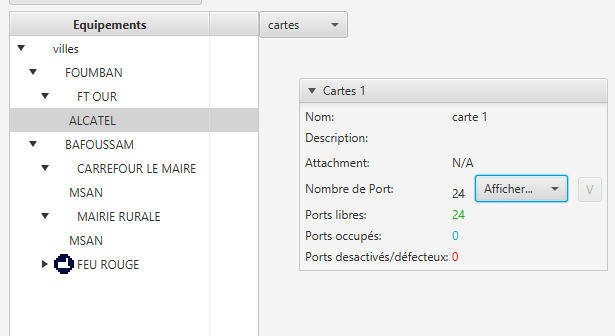 Equipements
cartes
villes
FOUMBAN
FT OUR
ALCATEL
BAFOUSSAM
CARREFOUR LE MAIRE
MSAN
MAIRIE RURALE
MSAN
FEU ROUGE
Cartes 1
Nom: carte 1
Description:
Attachment: N/A
Nombre de Port: 24 Afficher... V
Ports libres: 24
Ports occupés: 0
Ports desactivés/défecteux: 0